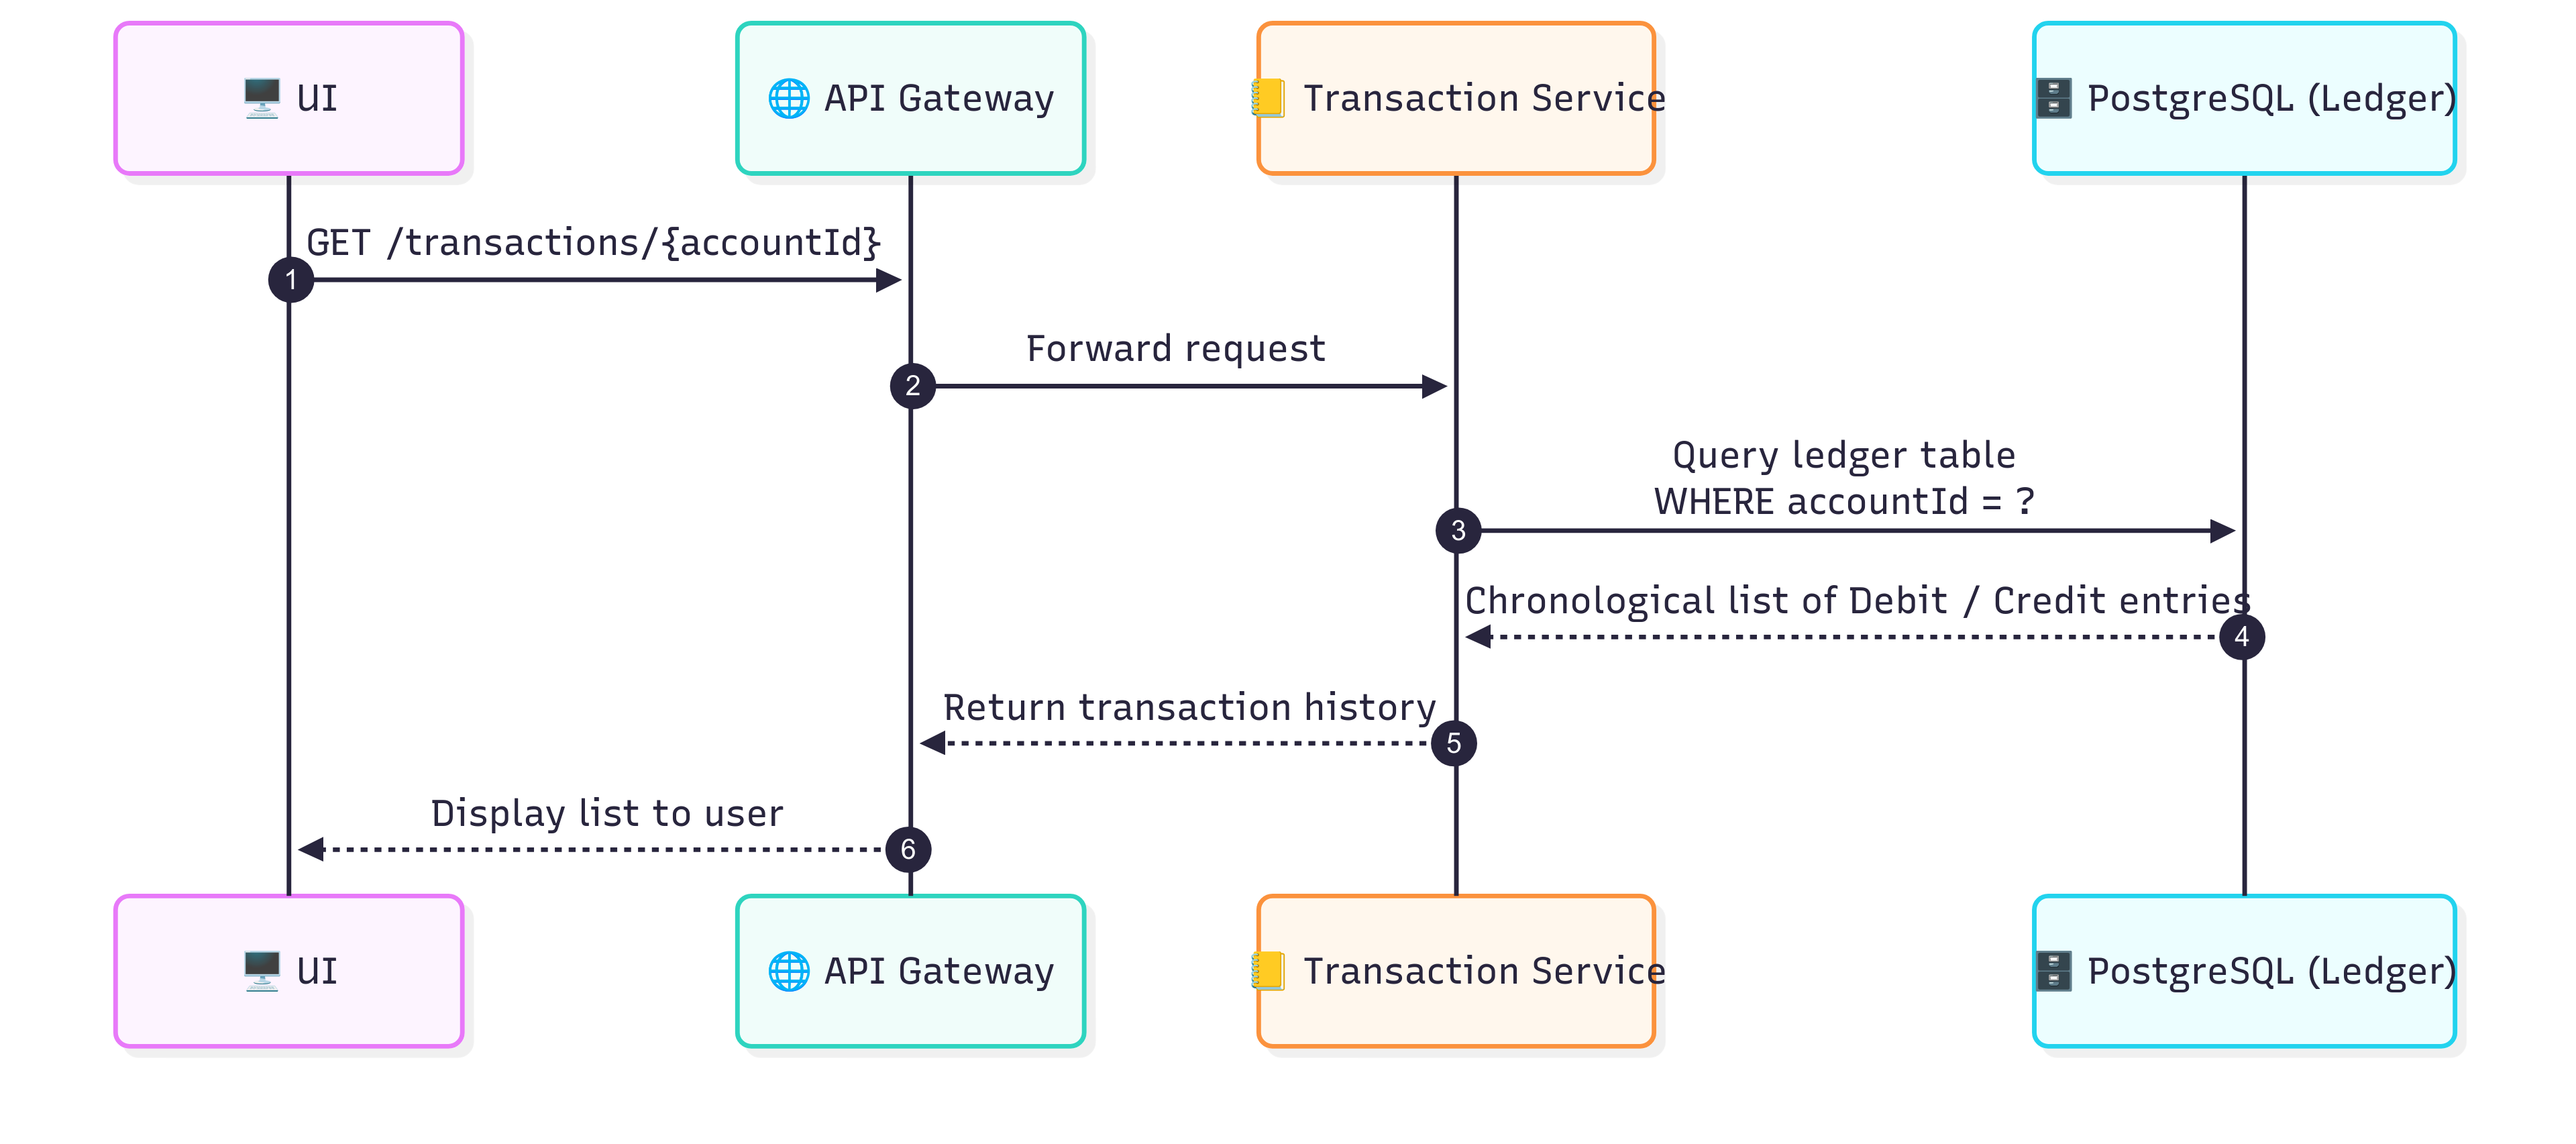 UI
API Gateway
Transaction Service
PostgreSQL (Ledger)
GET /transactions/{accountId}
1
Forward request
2
Query ledger table
WHERE accountId = ?
3
Chronological list of Debit / Credit entries
4
Return transaction history
5
Display list to user
6
UI
API Gateway
Transaction Service
PostgreSQL (Ledger)